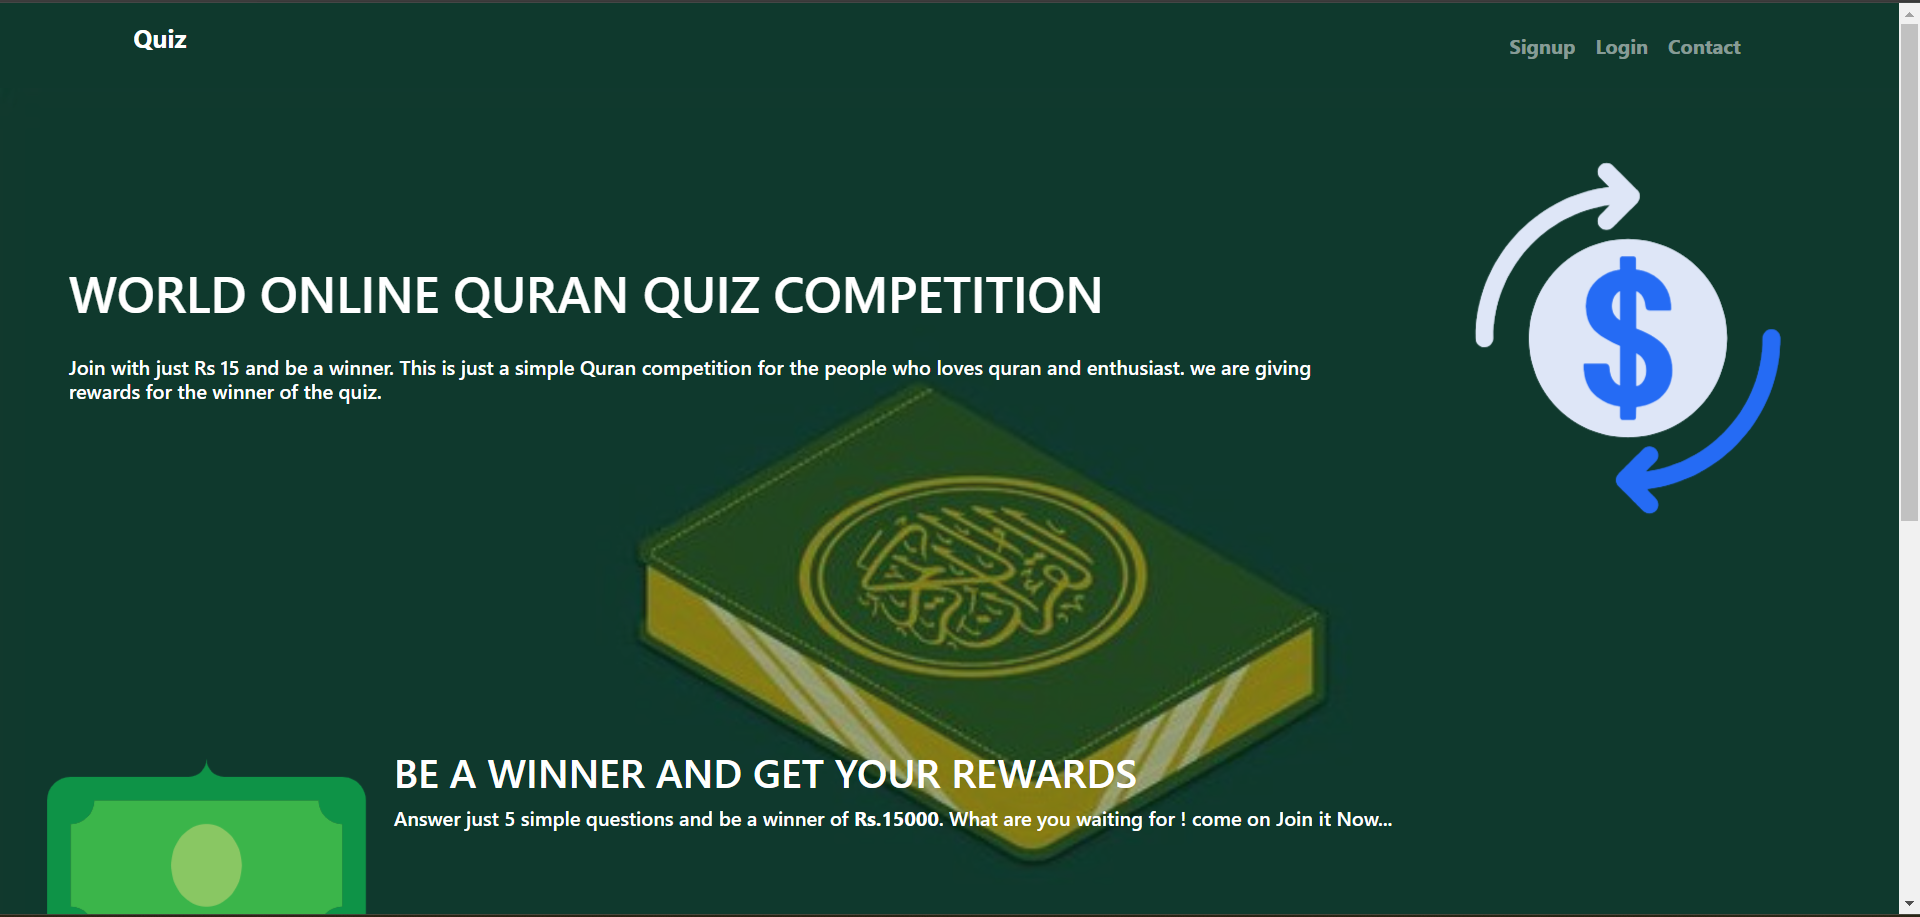 Quiz
Signup Login Contact
WORLD ONLINE QURAN QUIZ COMPETITION
Join with just Rs 15 and be a winner. This is just a simple Quran competition for the people who loves quran and enthusiast. we are giving
rewards for the winner of the quiz.
$
القرآن الكريم
BE A WINNER AND GET YOUR REWARDS
Answer just 5 simple questions and be a winner of Rs.15000. What are you waiting for ! come on Join it Now...